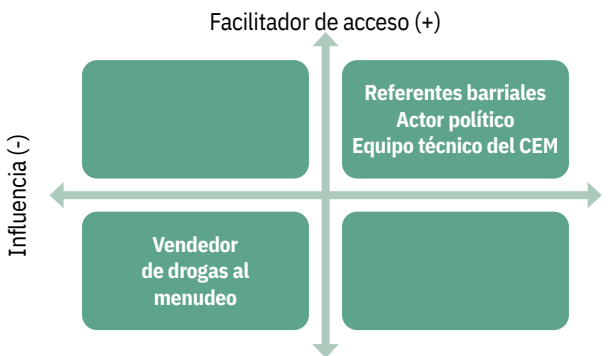 Facilitador de acceso (+)
Referentes barriales
Actor político
Equipo técnico del CEM
Influencia (-)
Vendedor
de drogas al
menudeo